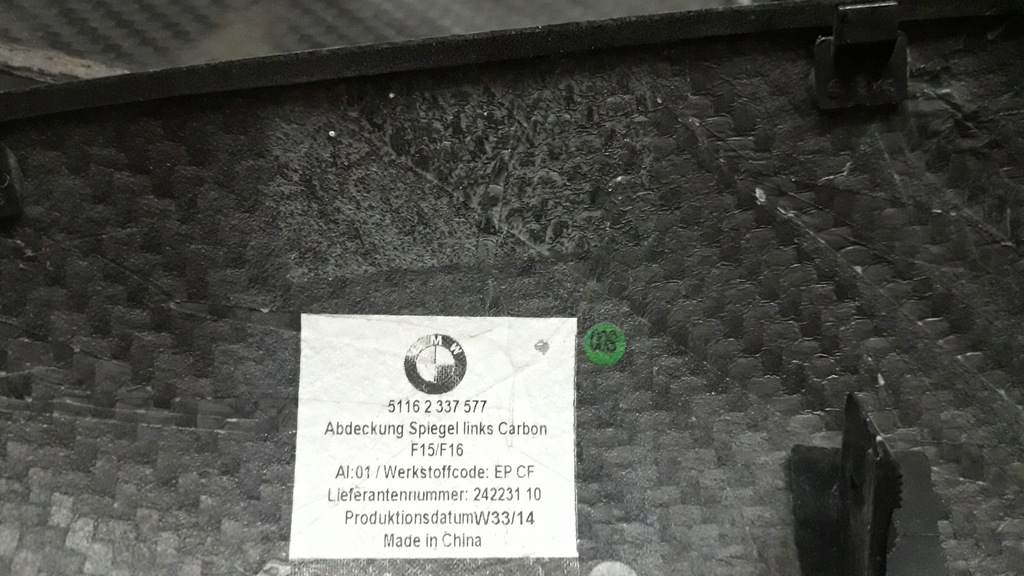 BMW
5116 2 337 577
Abdeckung Spiegel links Carbon
F15/F16
AI:01 / Werkstoffcode: EP CF
Lieferantennummer: 242231 10
ProduktionsdatumW33/14
Made in China